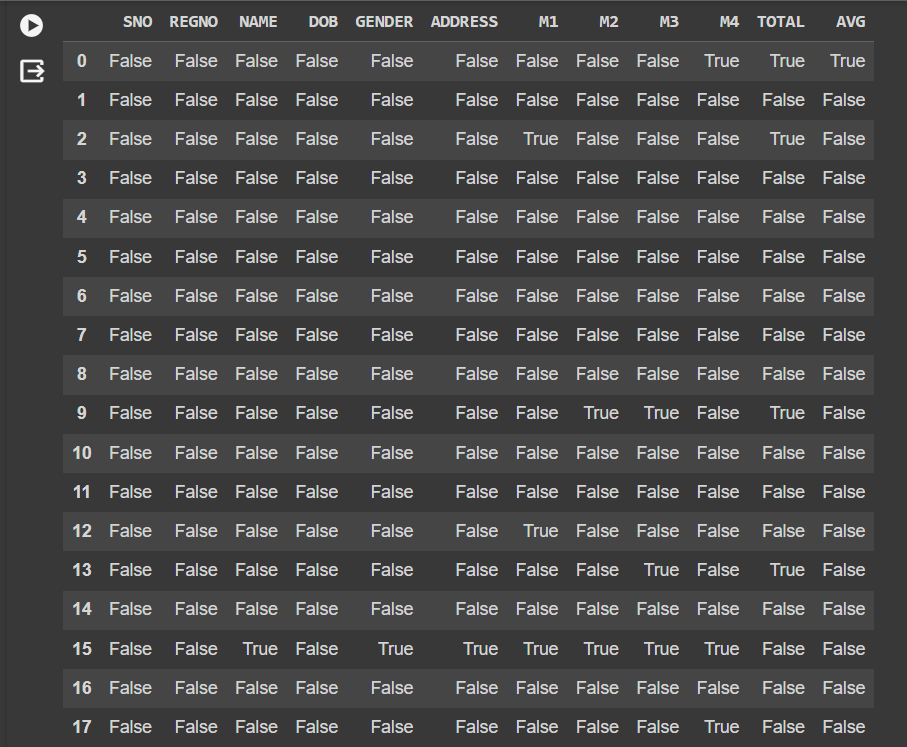 SNO REGNO NAME DOB GENDER ADDRESS M1 M2 M3 M4 TOTAL AVG
0 False False False False False False False False False True True True
1 False False False False False False False False False False False False
2 False False False False False False True False False False True False
3 False False False False False False False False False False False False
4 False False False False False False False False False False False False
5 False False False False False False False False False False False False
6 False False False False False False False False False False False False
7 False False False False False False False False False False False False
8 False False False False False False False False False False False False
9 False False False False False False False True True False True False
10 False False False False False False False False False False False False
11 False False False False False False False False False False False False
12 False False False False False False True False False False False False
13 False False False False False False False False True False True False
14 False False False False False False False False False False False False
15 False False True False True True True True True True False False
16 False False False False False False False False False False False False
17 False False False False False False False False False True False False